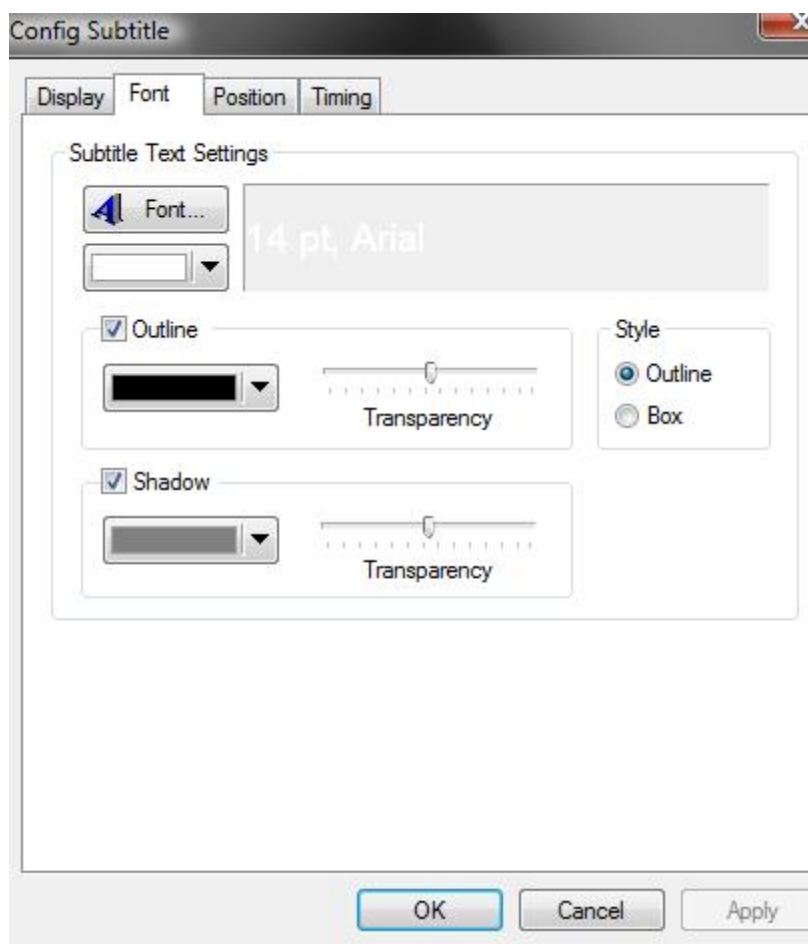 Config Subtitle
Display Font Position Timing
Subtitle Text Settings
Font...
14 pt, Arial
Outline
Transparency
Style
Outline
Box
Shadow
Transparency
OK Cancel Apply